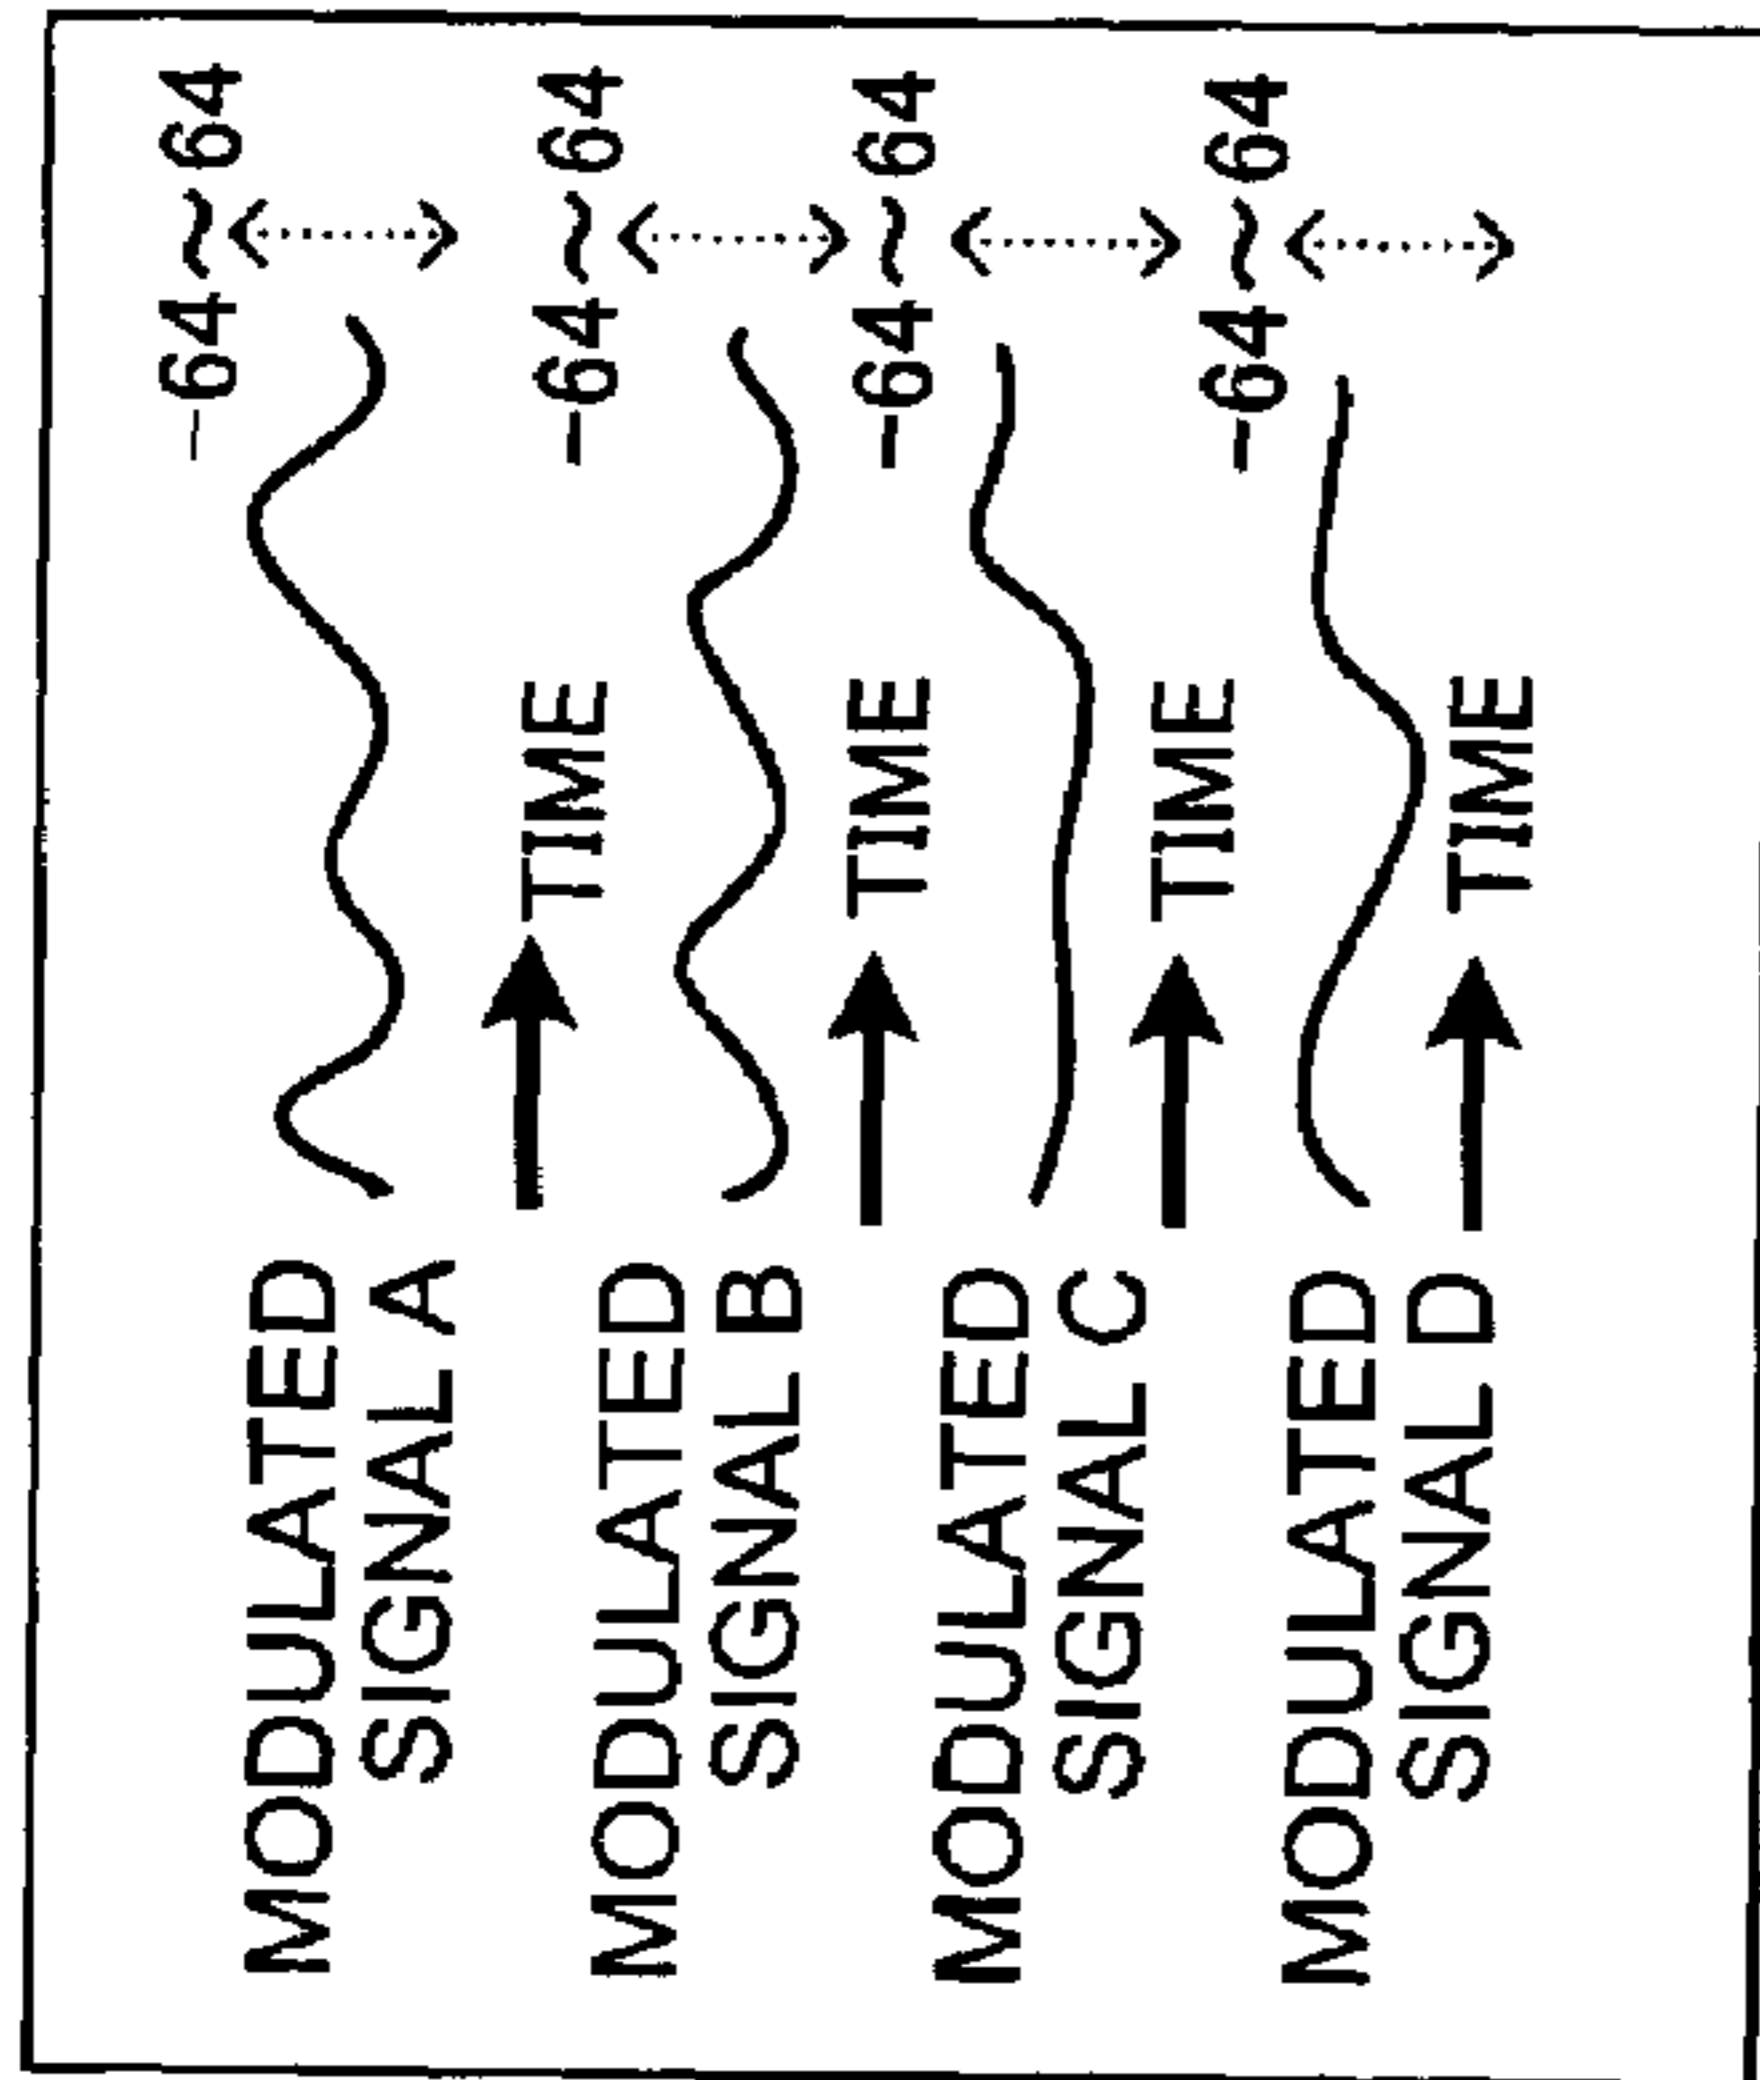 MODULATED
SIGNAL A
TIME
-64~64
MODULATED
SIGNAL B
TIME
-64~64
MODULATED
SIGNAL C
TIME
-64~64
MODULATED
SIGNAL D
TIME
-64~64